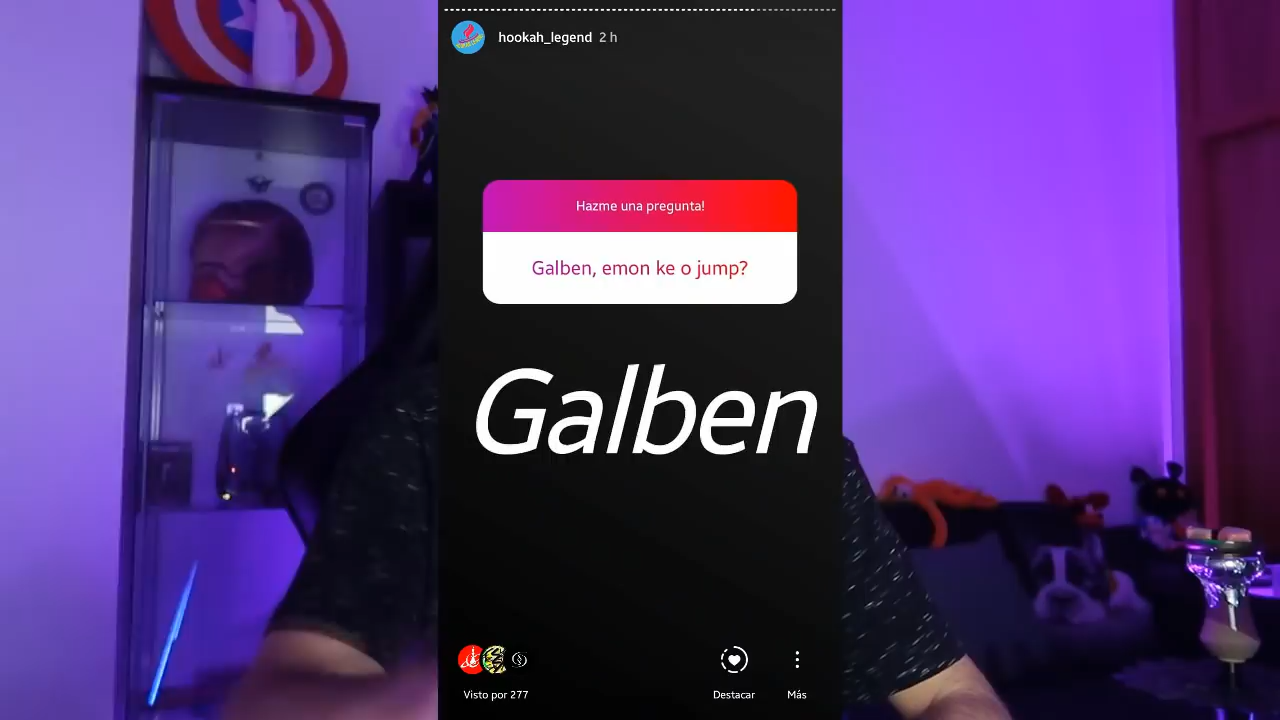 hookah_legend 2 h
Hazme una pregunta!
Galben, emon ke o jump?
Galben
Visto por 277
Destacar
Más